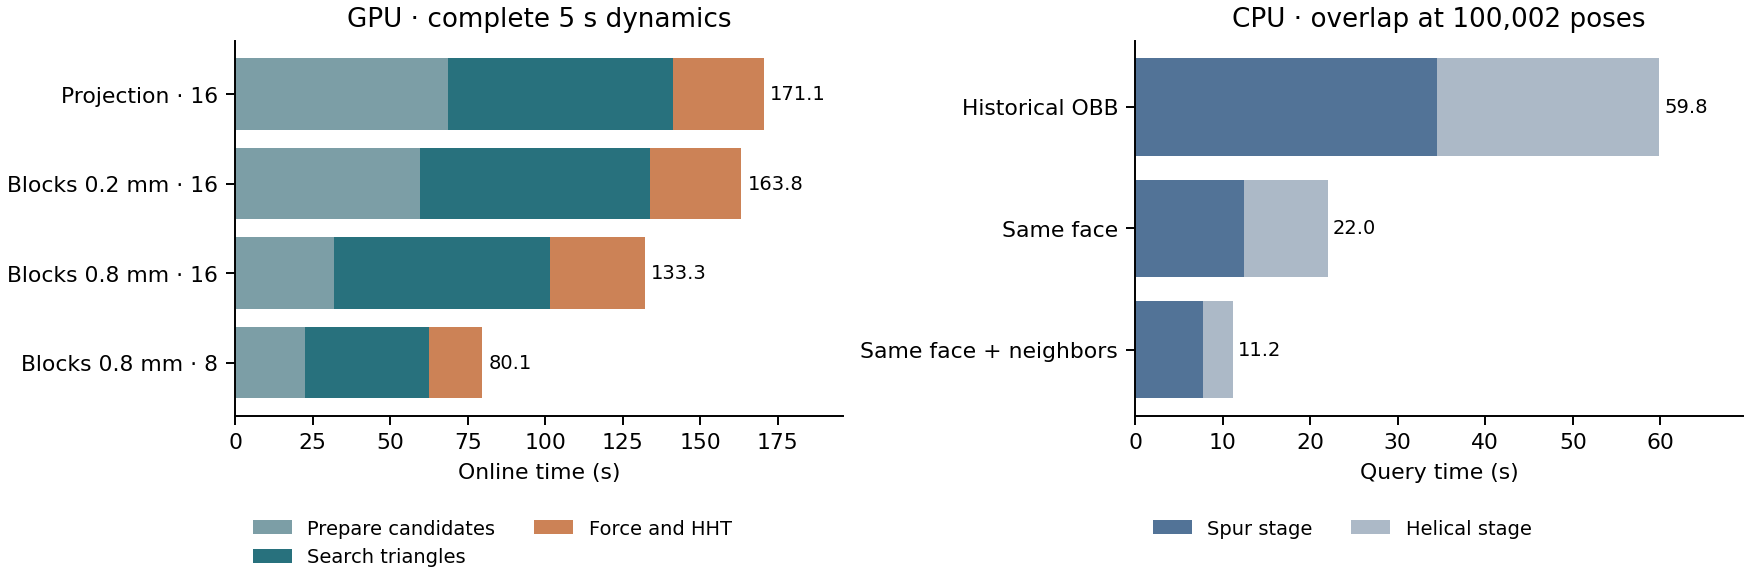 GPU · complete 5 s dynamics
Projection · 16
171.1
Blocks 0.2 mm · 16
163.8
Blocks 0.8 mm · 16
133.3
Blocks 0.8 mm · 8
80.1
0 25 50 75 100 125 150 175
Online time (s)
Prepare candidates
Search triangles
Force and HHT
CPU · overlap at 100,002 poses
Historical OBB
59.8
Same face
22.0
Same face + neighbors
11.2
0 10 20 30 40 50 60
Query time (s)
Spur stage
Helical stage